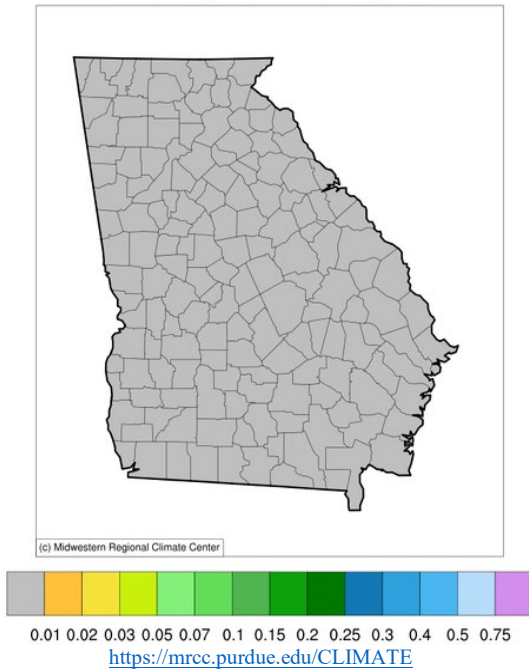 (c) Midwestern Regional Climate Center
0.01 0.02 0.03 0.05 0.07 0.1 0.15 0.2 0.25 0.3 0.4 0.5 0.75
https://mrcc.purdue.edu/CLIMATE